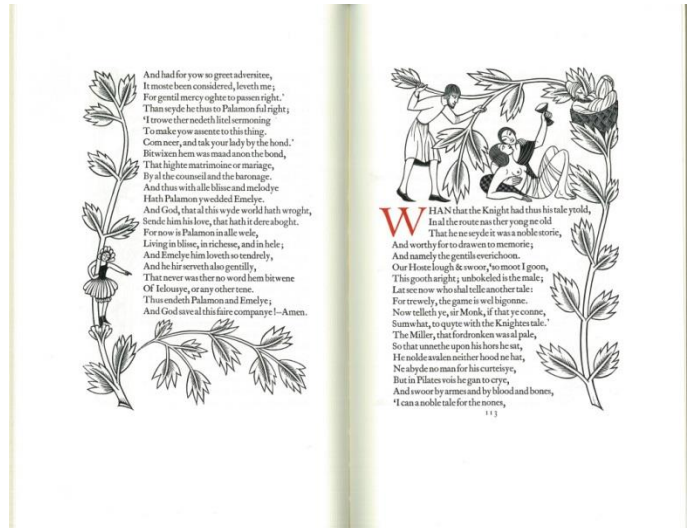 And had for yow so greet adversitee,
It moste been considered, leveth me;
For gentil mercy oghte to passen right.'
Than seyde he thus to Palamon ful right;
'I trowe ther nedeth litel sermoning
To make yow assente to this thing.
Com neer, and tak your lady by the hond.'
Bitwixen hem was maad anon the bond,
That highte matrimoine or mariage,
By al the counseil and the baronage.
And thus with alle blisse and melodye
Hath Palamon ywedded Emelye.
And God, that al this wyde world hath wroght,
Sende him his love, that hath it dere aboght.
For now is Palamon in alle wele,
Living in blisse, in richesse, and in hele;
And Emelye him loveth so tendrely,
And he hir serveth also gentilly,
That never was ther no word hem bitwene
Of Ielousye, or any other tene.
Thus endeth Palamon and Emelye;
And God save al this faire companye!—Amen.
WHAN that the Knight had thus his tale ytold,
In al the route nas ther yong ne old
That he ne seyde it was a noble storie,
And worthy for to drawen to memorie;
And namely the gentils everichoon.
Our Hoste lough & swoor, 'so moot I goon,
This gooth aright; unbokeled is the male;
Lat see now who shal telle another tale:
For trewely, the game is wel bigonne.
Now telleth ye, sir Monk, if that ye conne,
Sumwhat, to quyte with the Knightes tale.'
The Miller, that fordronken was al pale,
So that unnethe upon his hors he sat,
He nolde avalen neither hood ne hat,
Ne abyde no man for his curteisye,
But in Pilates vois he gan to crye,
And swoor by armes and by blood and bones,
'I can a noble tale for the nones,
113